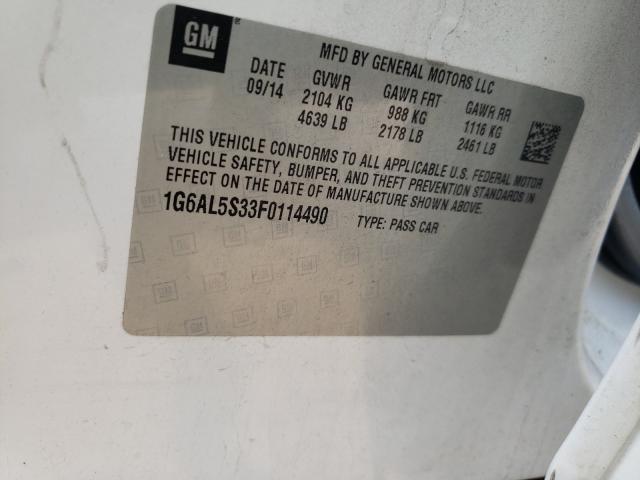 GM
MFD BY GENERAL MOTORS LLC
DATE GVWR GAWR FRT GAWR RR
09/14 2104 KG 988 KG 1116 KG
4639 LB 2178 LB 2461 LB
THIS VEHICLE CONFORMS TO ALL APPLICABLE U.S. FEDERAL MOTOR
VEHICLE SAFETY, BUMPER, AND THEFT PREVENTION STANDARDS IN
EFFECT ON THE DATE OF MANUFACTURE SHOWN ABOVE.
1G6AL5S33F0114490 TYPE: PASS CAR